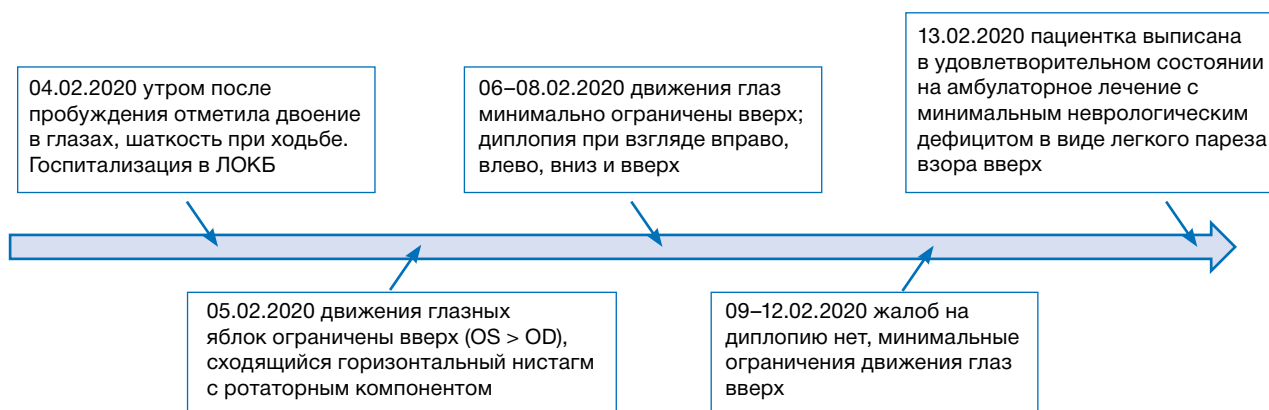 04.02.2020 утром после
пробуждения отметила двоение
в глазах, шаткость при ходьбе.
Госпитализация в ЛОКБ
05.02.2020 движения глазных
яблок ограничены вверх (OS > OD),
сходящийся горизонтальный нистагм
с ротаторным компонентом
06–08.02.2020 движения глаз
минимально ограничены вверх;
диплопия при взгляде вправо,
влево, вниз и вверх
09–12.02.2020 жалоб на
диплопию нет, минимальные
ограничения движения глаз
вверх
13.02.2020 пациентка выписана
в удовлетворительном состоянии
на амбулаторное лечение с
минимальным неврологическим
дефицитом в виде легкого пареза
взора вверх